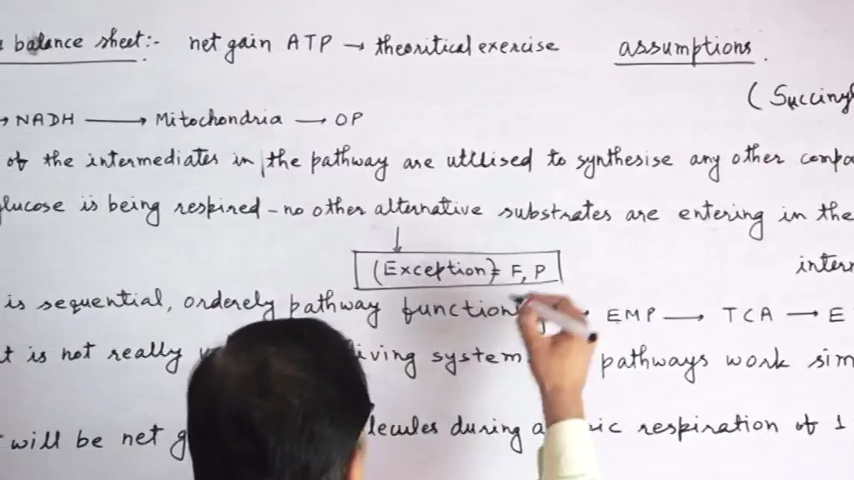 balance sheet:- net gain ATP → theoritical exercise assumptions.
(Succinyl
→ NADH → Mitochondria → OP
of the intermediates in the pathway are utilised to synthesise any other compo
glucose is being respired - no other alternative substrates are entering in the
(Exception) = F, P
inter
is sequential, orderely pathway function EMP → TCA → E
t is not really living system pathways work sim
will be net g lecules during a ic respiration of 1